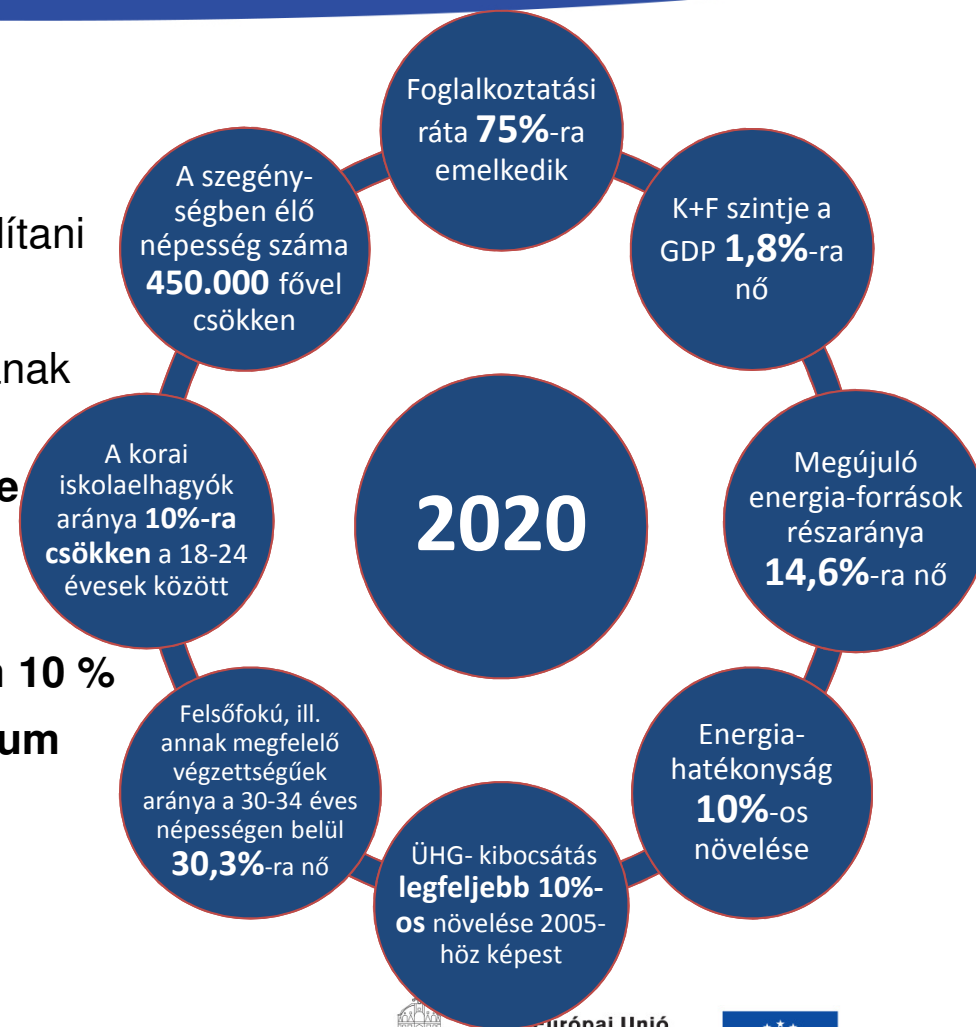 Foglalkoztatási
ráta 75%-ra
emelkedik
K+F szintje a
GDP 1,8%-ra
nő
Megújuló
energia-források
részaránya
14,6%-ra nő
Energia-
hatékonyság
10%-os
növelése
ÜHG- kibocsátás
legfeljebb 10%-
os növelése 2005-
höz képest
Felsőfokú, ill.
annak megfelelő
végzettségűek
aránya a 30-34 éves
népességen belül
30,3%-ra nő
A korai
iskolaelhagyók
aránya 10%-ra
csökken a 18-24
évesek között
A szegény-
ségben élő
népesség száma
450.000 fővel
csökken
2020
10 %